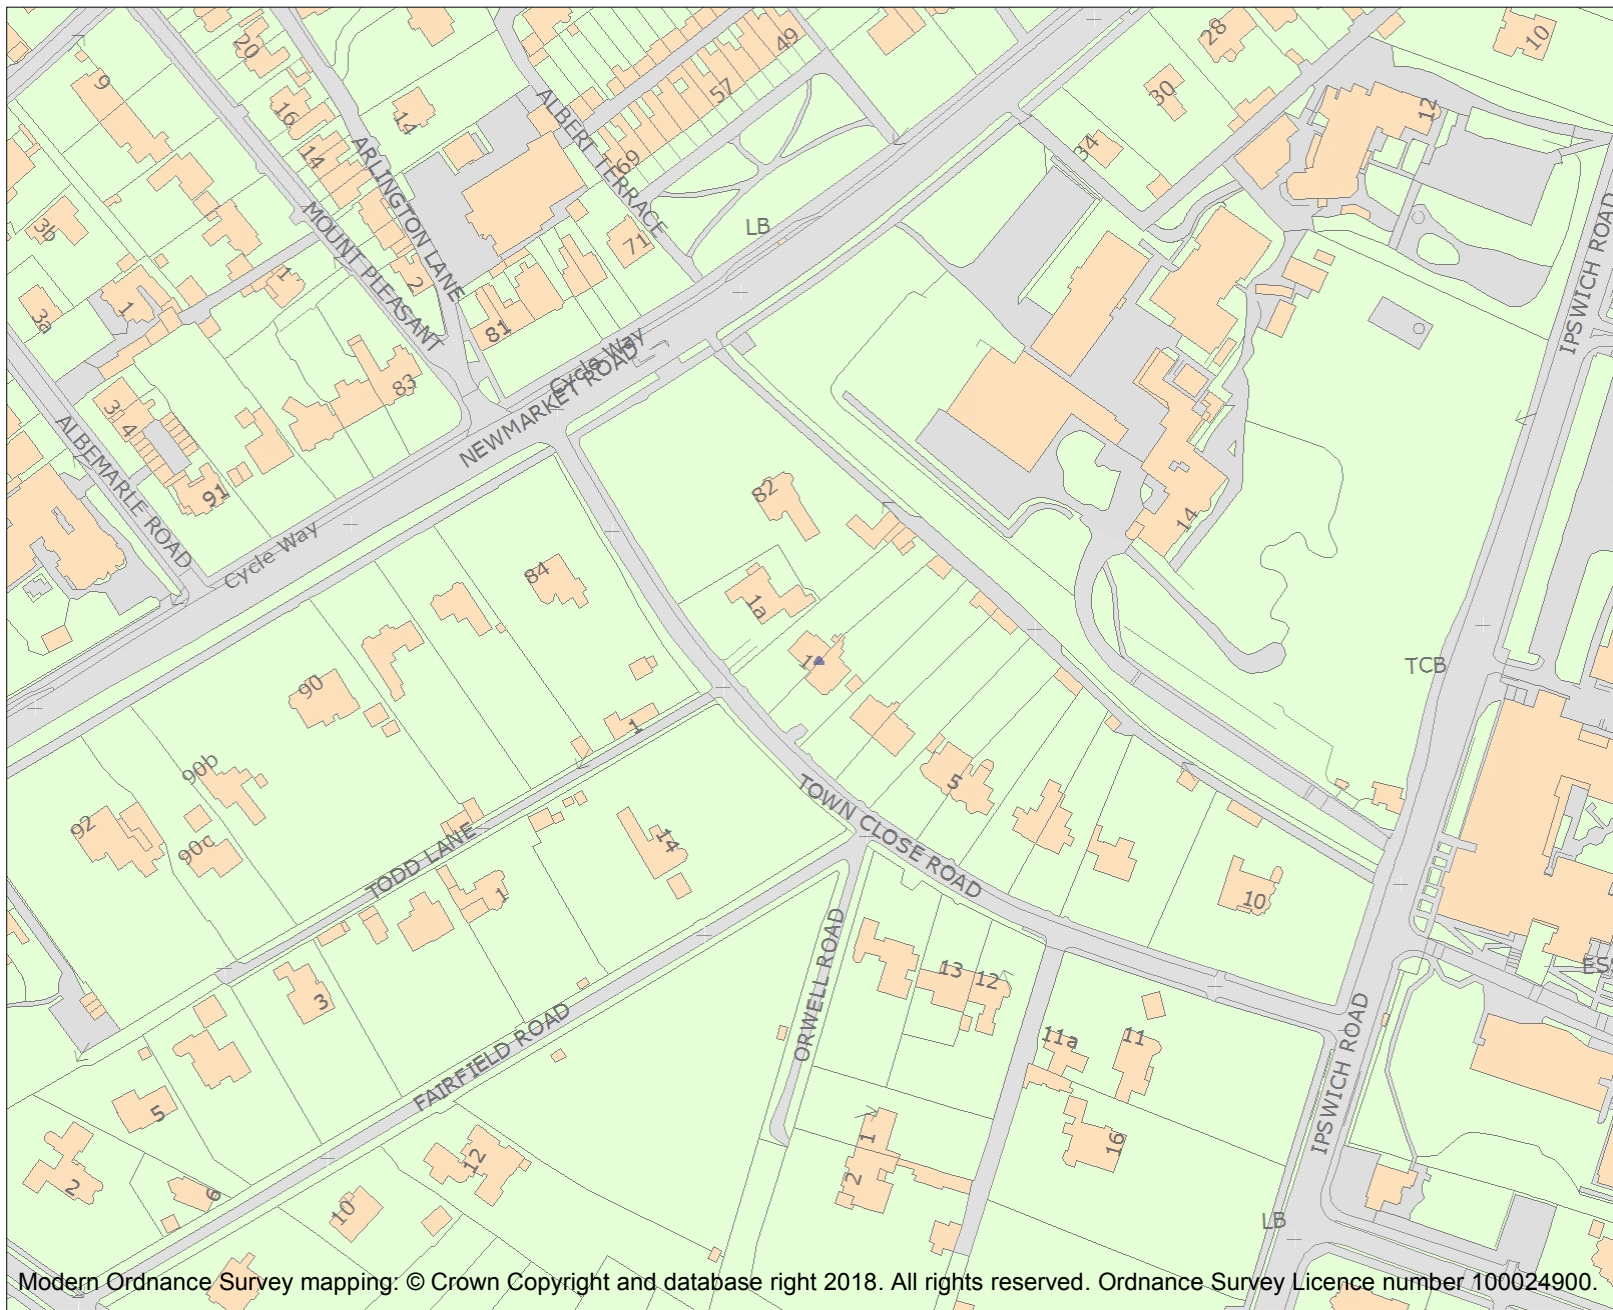 9
20
16
14
14
49
57
69
28
10
30
34
12
ALBERT TERRACE
ARLINGTON LANE
MOUNT PLEASANT
LB
3b
3a
1
1
2
71
81
83
IPSWICH ROAD
Cycle Way
NEWMARKET ROAD
ALBEMARLE ROAD
91
82
14
Cycle Way
84
1a
TCB
90
1
90b
92
90c
5
TOWN CLOSE ROAD
14
TODD LANE
1
10
ORWELL ROAD
13
12
ESS
3
11a
11
FAIRFIELD ROAD
IPSWICH ROAD
5
1
16
2
12
2
6
10
LB
Modern Ordnance Survey mapping: © Crown Copyright and database right 2018. All rights reserved. Ordnance Survey Licence number 100024900.